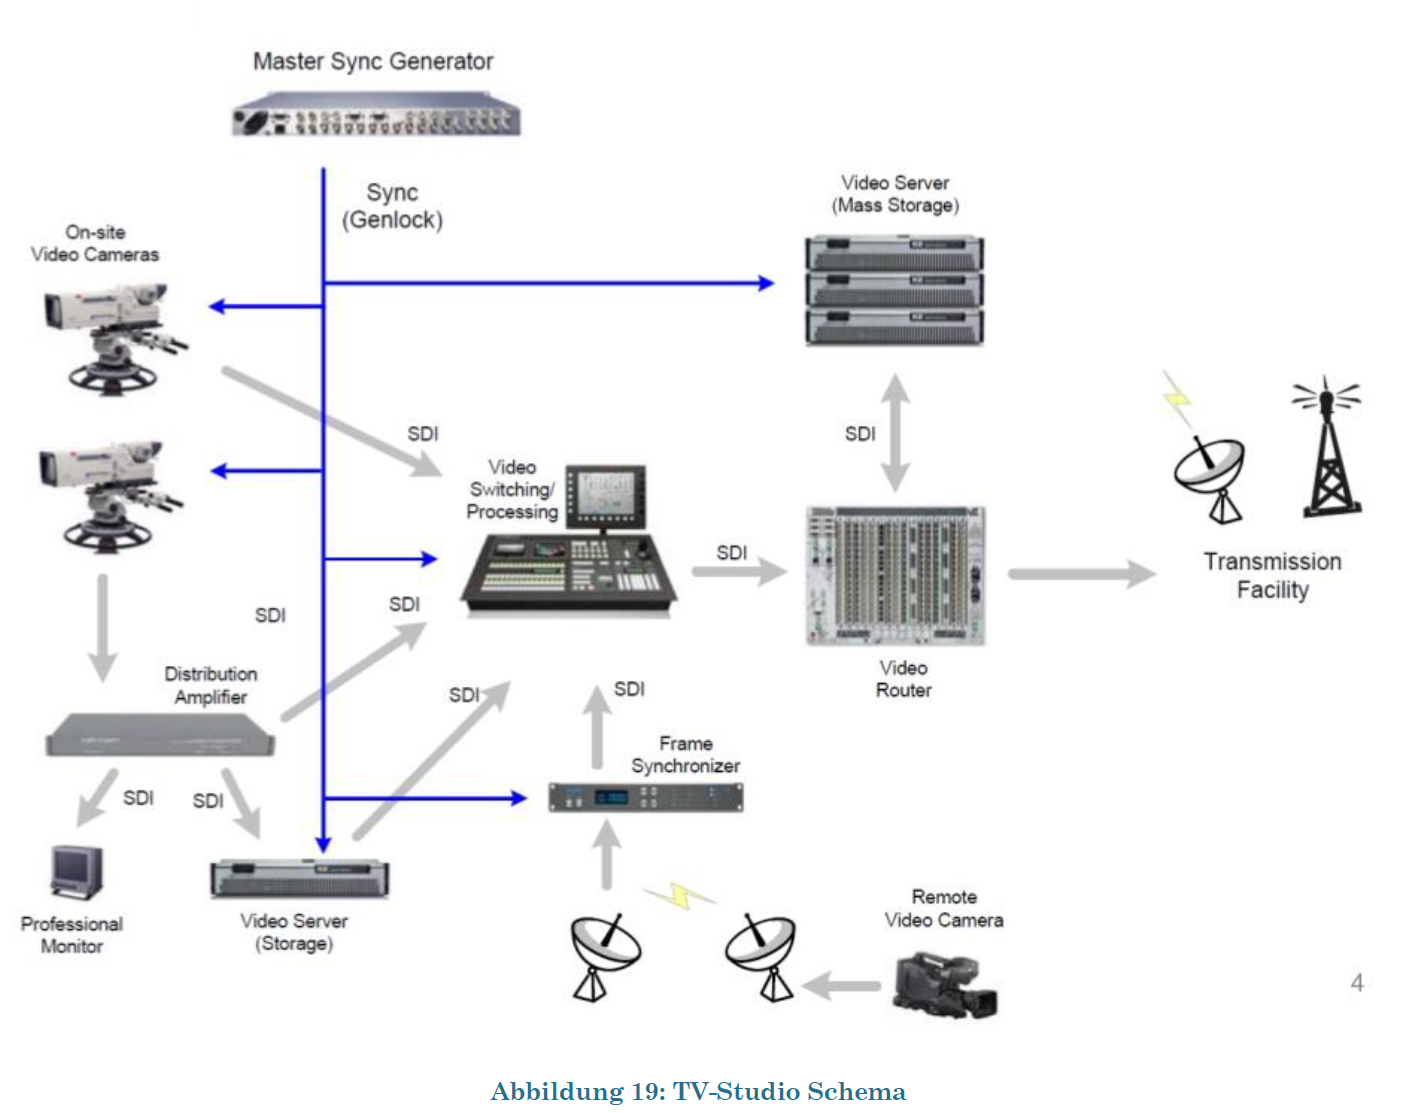 Master Sync Generator
Sync
(Genlock)
Video Server
(Mass Storage)
On-site
Video Cameras
SDI
SDI
Video
Switching/
Processing
SDI
Transmission
Facility
SDI
SDI
Video
Router
Distribution
Amplifier
SDI
SDI
Frame
Synchronizer
SDI
SDI
Professional
Monitor
Video Server
(Storage)
Remote
Video Camera
4
Abbildung 19: TV-Studio Schema